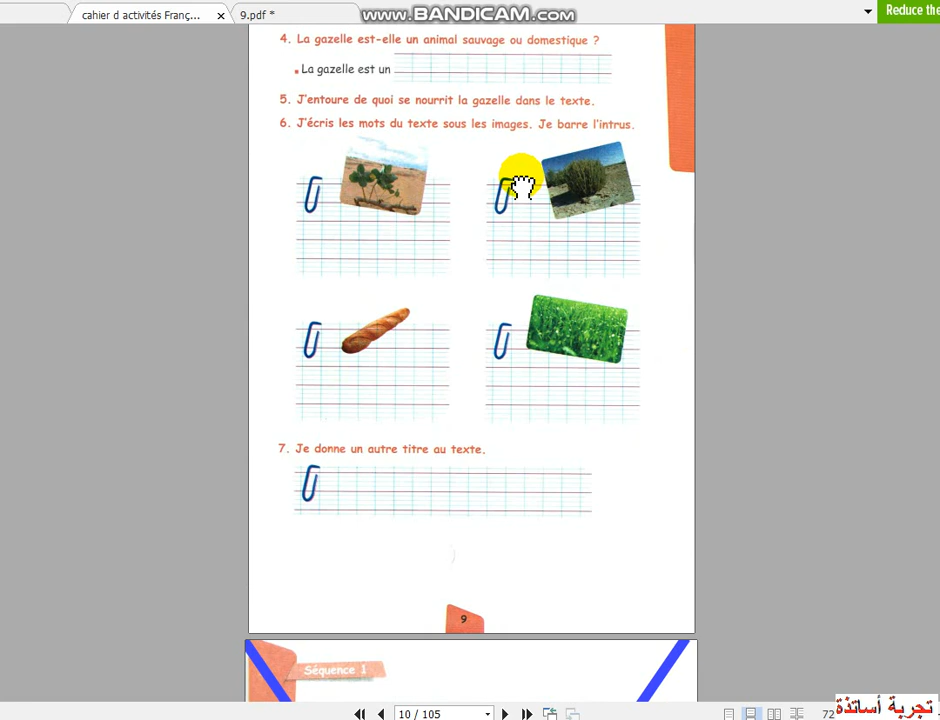 Reduce the
cahier d activités Franç...
9.pdf *
WWW.BANDICAM.COM
4. La gazelle est-elle un animal sauvage ou domestique ?
La gazelle est un
5. J'entoure de quoi se nourrit la gazelle dans le texte.
6. J'écris les mots du texte sous les images. Je barre l'intrus.
7. Je donne un autre titre au texte.
9
Séquence 1
10 / 105
72
تجربة أساتذة